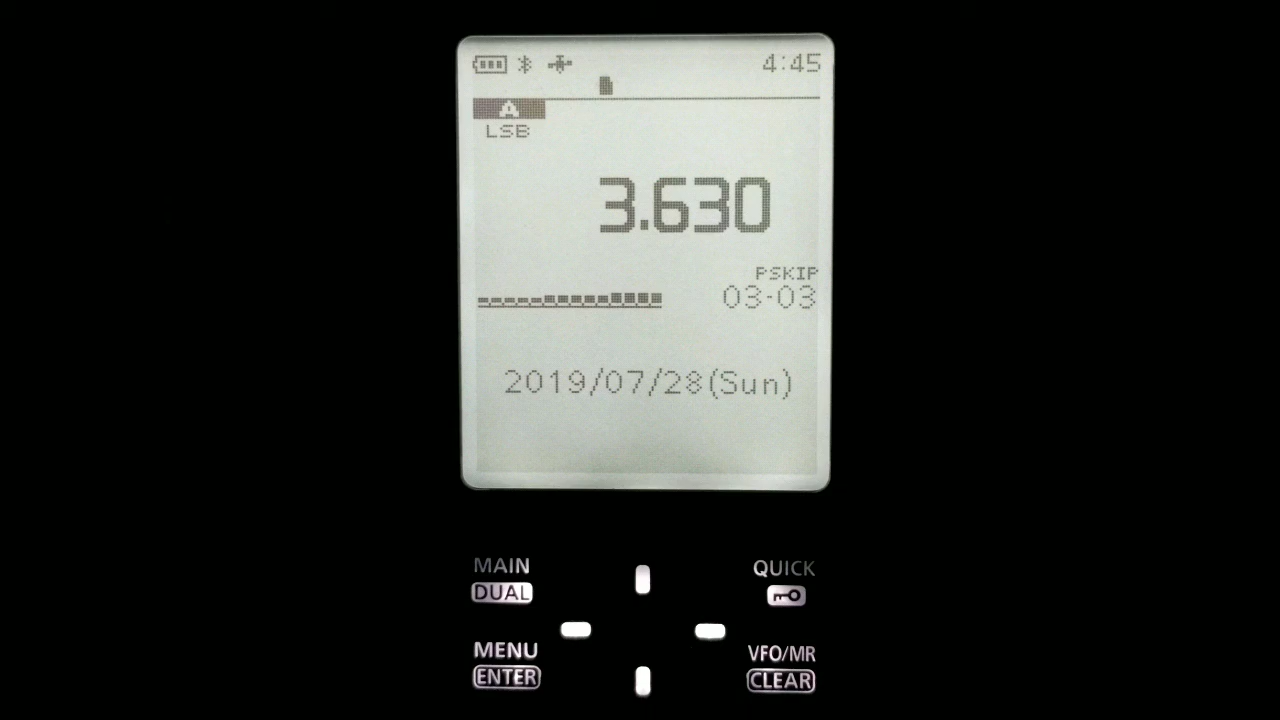 4:45
A
LSB
3.630
PSKIP
03-03
2019/07/28(Sun)
MAIN
DUAL
QUICK
MENU
ENTER
VFO/MR
CLEAR